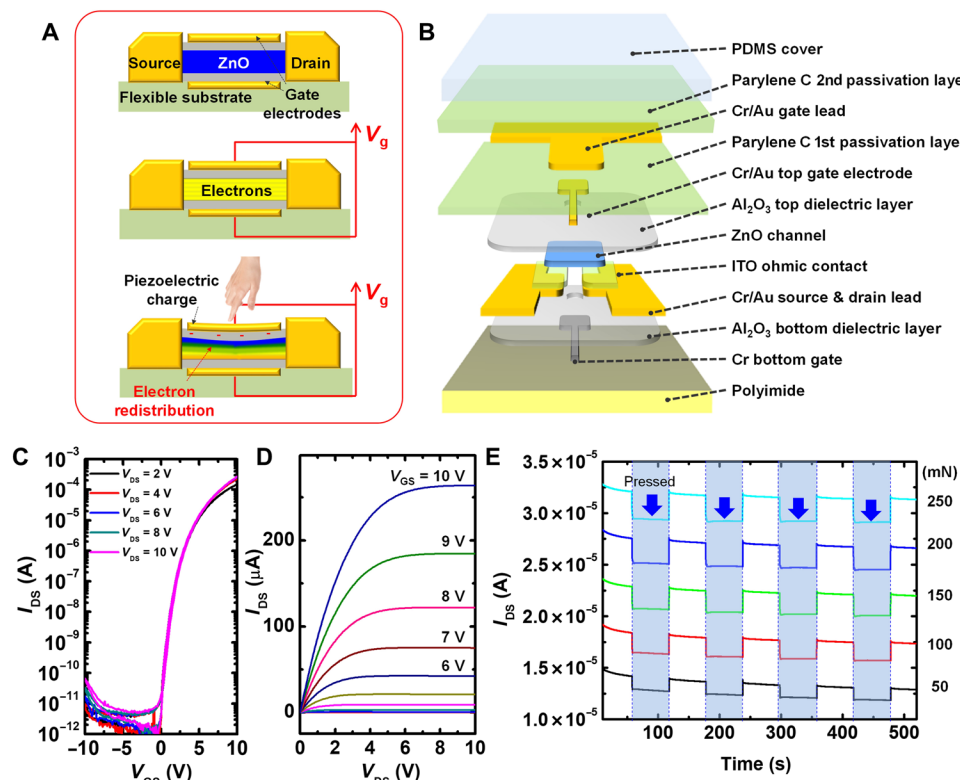 A
Source
ZnO
Drain
Flexible substrate
Gate
electrodes
Vg
Electrons
Piezoelectric
charge
Vg
Electron
redistribution
B
PDMS cover
Parylene C 2nd passivation layer
Cr/Au gate lead
Parylene C 1st passivation layer
Cr/Au top gate electrode
Al2O3 top dielectric layer
ZnO channel
ITO ohmic contact
Cr/Au source & drain lead
Al2O3 bottom dielectric layer
Cr bottom gate
Polyimide
C
10−3
10−4
10−5
10−6
10−7
10−8
10−9
10−10
10−11
10−12
IDS (A)
VDS = 2 V
VDS = 4 V
VDS = 6 V
VDS = 8 V
VDS = 10 V
−10
−5
0
5
10
VGS (V)
D
200
100
0
IDS (μA)
VGS = 10 V
9 V
8 V
7 V
6 V
0
2
4
6
8
10
VDS (V)
E
3.5×10−5
3.0×10−5
2.5×10−5
2.0×10−5
1.5×10−5
1.0×10−5
IDS (A)
Pressed
(mN)
250
200
150
100
50
100
200
300
400
500
Time (s)